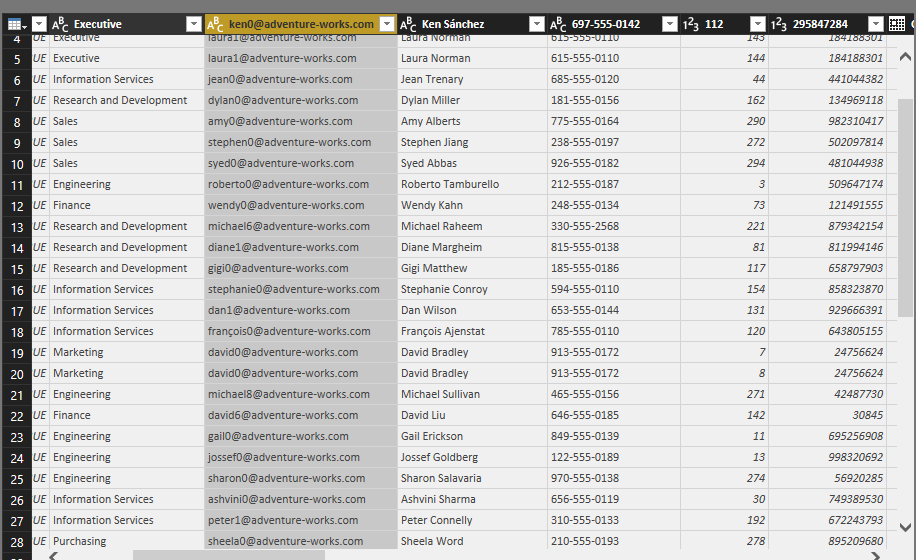 ABC Executive ABC ken0@adventure-works.com ABC Ken Sánchez ABC 697-555-0142 123 112 123 295847284
4 UE Executive laura1@adventure-works.com Laura Norman 615-555-0110 143 184188301
5 UE Executive laura1@adventure-works.com Laura Norman 615-555-0110 144 184188301
6 UE Information Services jean0@adventure-works.com Jean Trenary 685-555-0120 44 441044382
7 UE Research and Development dylan0@adventure-works.com Dylan Miller 181-555-0156 162 134969118
8 UE Sales amy0@adventure-works.com Amy Alberts 775-555-0164 290 982310417
9 UE Sales stephen0@adventure-works.com Stephen Jiang 238-555-0197 272 502097814
10 UE Sales syed0@adventure-works.com Syed Abbas 926-555-0182 294 481044938
11 UE Engineering roberto0@adventure-works.com Roberto Tamburello 212-555-0187 3 509647174
12 UE Finance wendy0@adventure-works.com Wendy Kahn 248-555-0134 73 121491555
13 UE Research and Development michael6@adventure-works.com Michael Raheem 330-555-2568 221 879342154
14 UE Research and Development diane1@adventure-works.com Diane Margheim 815-555-0138 81 811994146
15 UE Research and Development gigi0@adventure-works.com Gigi Matthew 185-555-0186 117 658797903
16 UE Information Services stephanie0@adventure-works.com Stephanie Conroy 594-555-0110 154 858323870
17 UE Information Services dan1@adventure-works.com Dan Wilson 653-555-0144 131 929666391
18 UE Information Services françois0@adventure-works.com François Ajenstat 785-555-0110 120 643805155
19 UE Marketing david0@adventure-works.com David Bradley 913-555-0172 7 24756624
20 UE Marketing david0@adventure-works.com David Bradley 913-555-0172 8 24756624
21 UE Engineering michael8@adventure-works.com Michael Sullivan 465-555-0156 271 42487730
22 UE Finance david6@adventure-works.com David Liu 646-555-0185 142 30845
23 UE Engineering gail0@adventure-works.com Gail Erickson 849-555-0139 11 695256908
24 UE Engineering jossef0@adventure-works.com Jossef Goldberg 122-555-0189 13 998320692
25 UE Engineering sharon0@adventure-works.com Sharon Salavaria 970-555-0138 274 56920285
26 UE Information Services ashvini0@adventure-works.com Ashvini Sharma 656-555-0119 30 749389530
27 UE Information Services peter1@adventure-works.com Peter Connelly 310-555-0133 192 672243793
28 UE Purchasing sheela0@adventure-works.com Sheela Word 210-555-0193 278 895209680